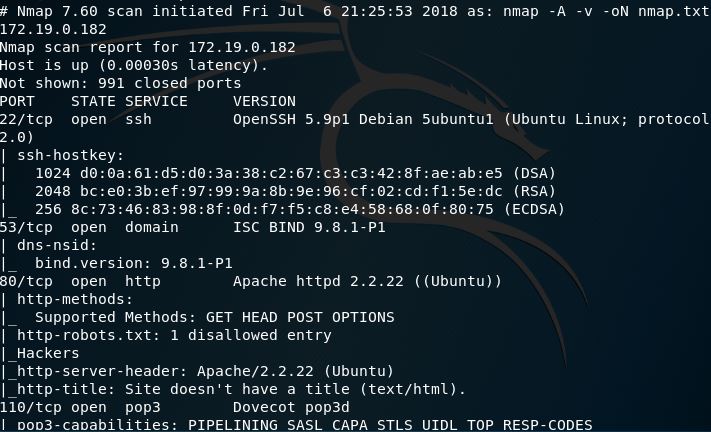 # Nmap 7.60 scan initiated Fri Jul  6 21:25:53 2018 as: nmap -A -v -oN nmap.txt
172.19.0.182
Nmap scan report for 172.19.0.182
Host is up (0.00030s latency).
Not shown: 991 closed ports
PORT    STATE SERVICE     VERSION
22/tcp  open  ssh         OpenSSH 5.9p1 Debian 5ubuntu1 (Ubuntu Linux; protocol
2.0)
| ssh-hostkey:
|   1024 d0:0a:61:d5:d0:3a:38:c2:67:c3:c3:42:8f:ae:ab:e5 (DSA)
|   2048 bc:e0:3b:ef:97:99:9a:8b:9e:96:cf:02:cd:f1:5e:dc (RSA)
|_  256 8c:73:46:83:98:8f:0d:f7:f5:c8:e4:58:68:0f:80:75 (ECDSA)
53/tcp  open  domain      ISC BIND 9.8.1-P1
| dns-nsid:
|_  bind.version: 9.8.1-P1
80/tcp  open  http        Apache httpd 2.2.22 ((Ubuntu))
| http-methods:
|_  Supported Methods: GET HEAD POST OPTIONS
| http-robots.txt: 1 disallowed entry
|_Hackers
|_http-server-header: Apache/2.2.22 (Ubuntu)
|_http-title: Site doesn't have a title (text/html).
110/tcp open  pop3        Dovecot pop3d
| pop3-capabilities: PIPELINING SASL CAPA STLS UIDL TOP RESP-CODES